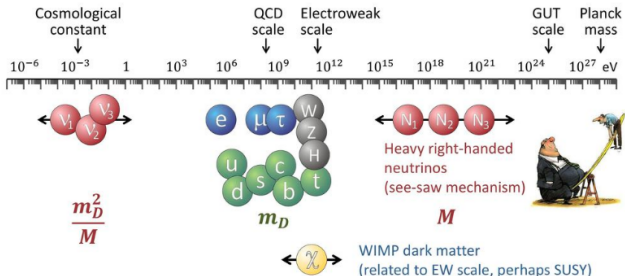 Cosmological constant
QCD scale
Electroweak scale
GUT scale
Planck mass
10⁻⁶ 10⁻³ 1 10³ 10⁶ 10⁹ 10¹² 10¹⁵ 10¹⁸ 10²¹ 10²⁴ 10²⁷ eV
ν₁ ν₂ ν₃
e μ τ
W
Z
H
u d s c b t
N₁ N₂ N₃
Heavy right-handed
neutrinos
(see-saw mechanism)
m_D²/M
m_D
M
χ
WIMP dark matter
(related to EW scale, perhaps SUSY)